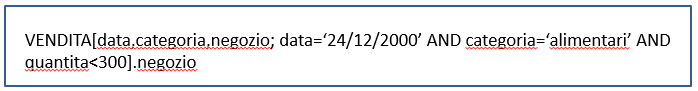 VENDITA[data,categoria,negozio; data=‘24/12/2000’ AND categoria=‘alimentari’ AND
quantita<300].negozio